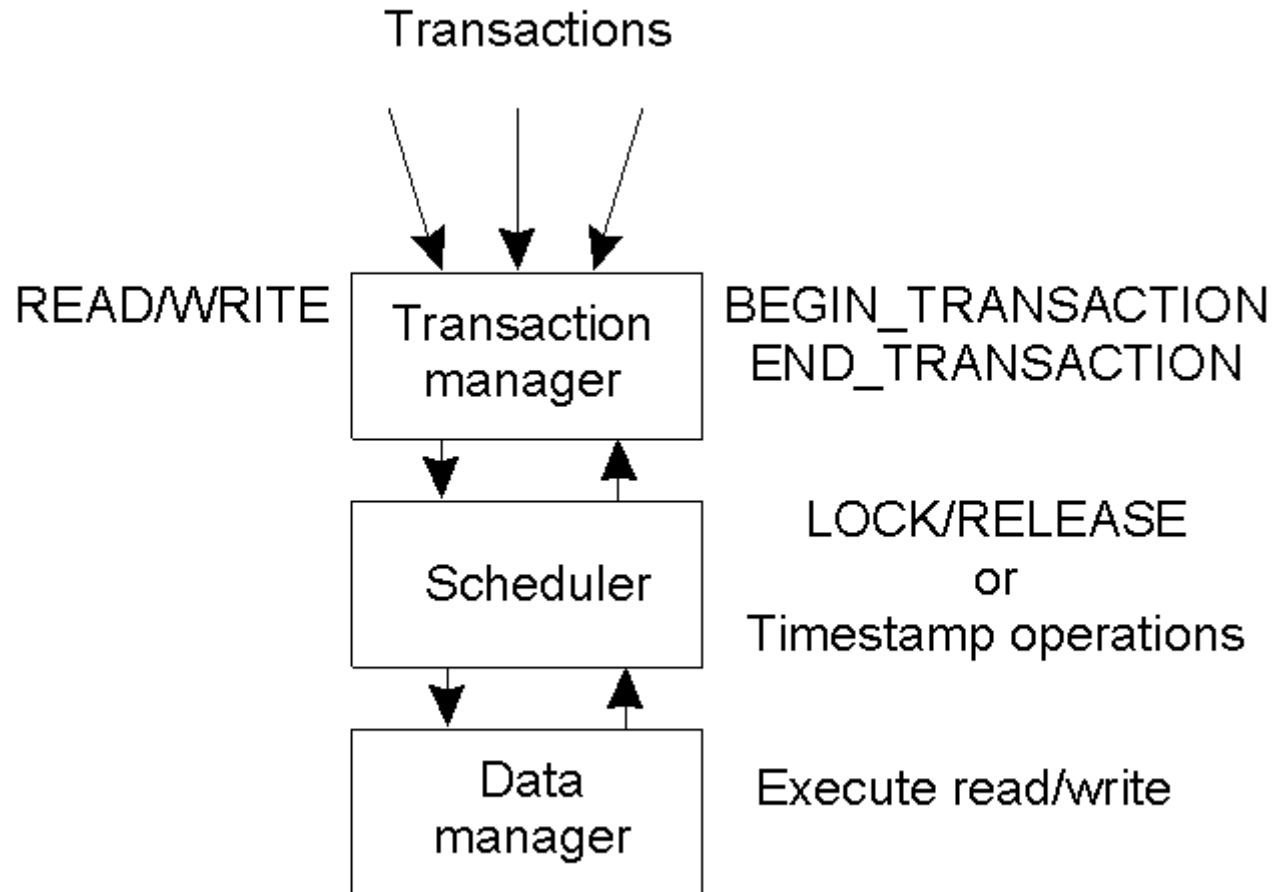 Transactions
READ/WRITE
Transaction
manager
BEGIN_TRANSACTION
END_TRANSACTION
Scheduler
LOCK/RELEASE
or
Timestamp operations
Data
manager
Execute read/write